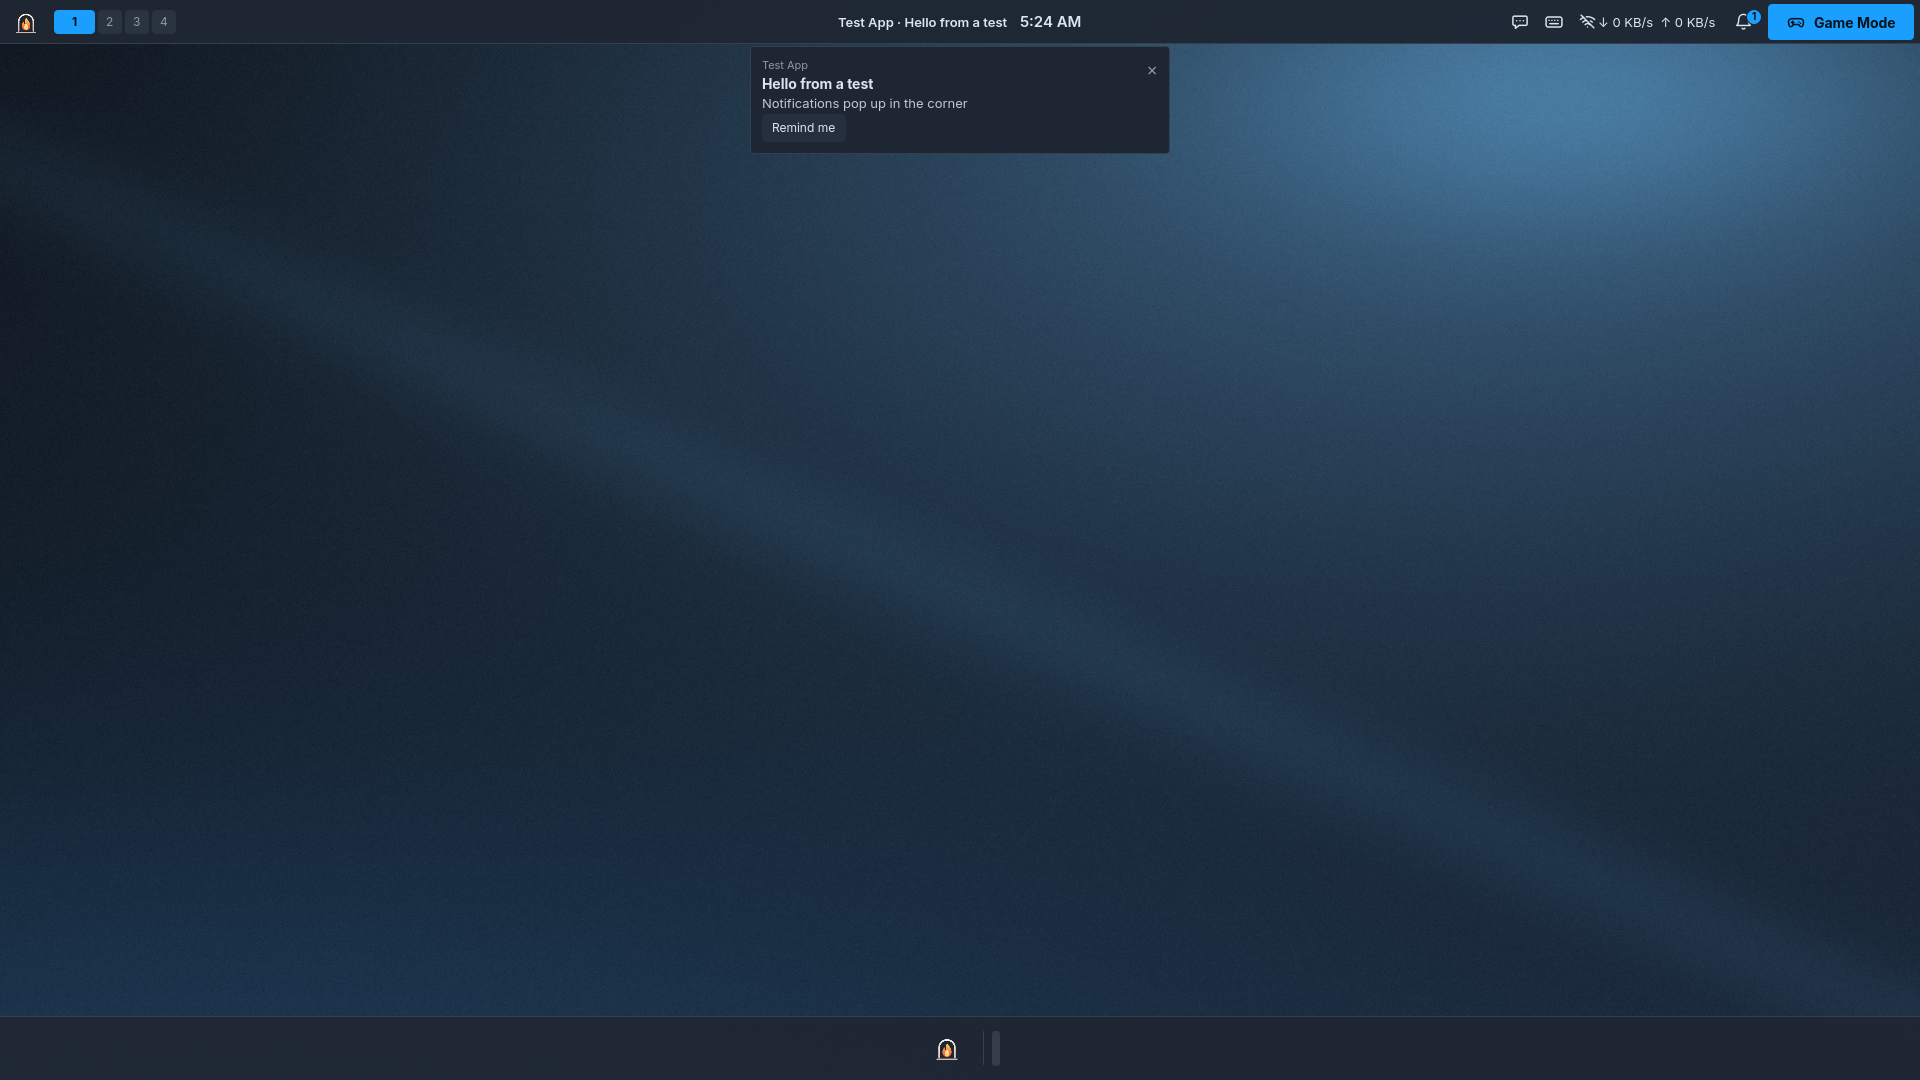 1 2 3 4
Test App · Hello from a test 5:24 AM
↓ 0 KB/s ↑ 0 KB/s
1
Game Mode
Test App
Hello from a test
Notifications pop up in the corner
Remind me